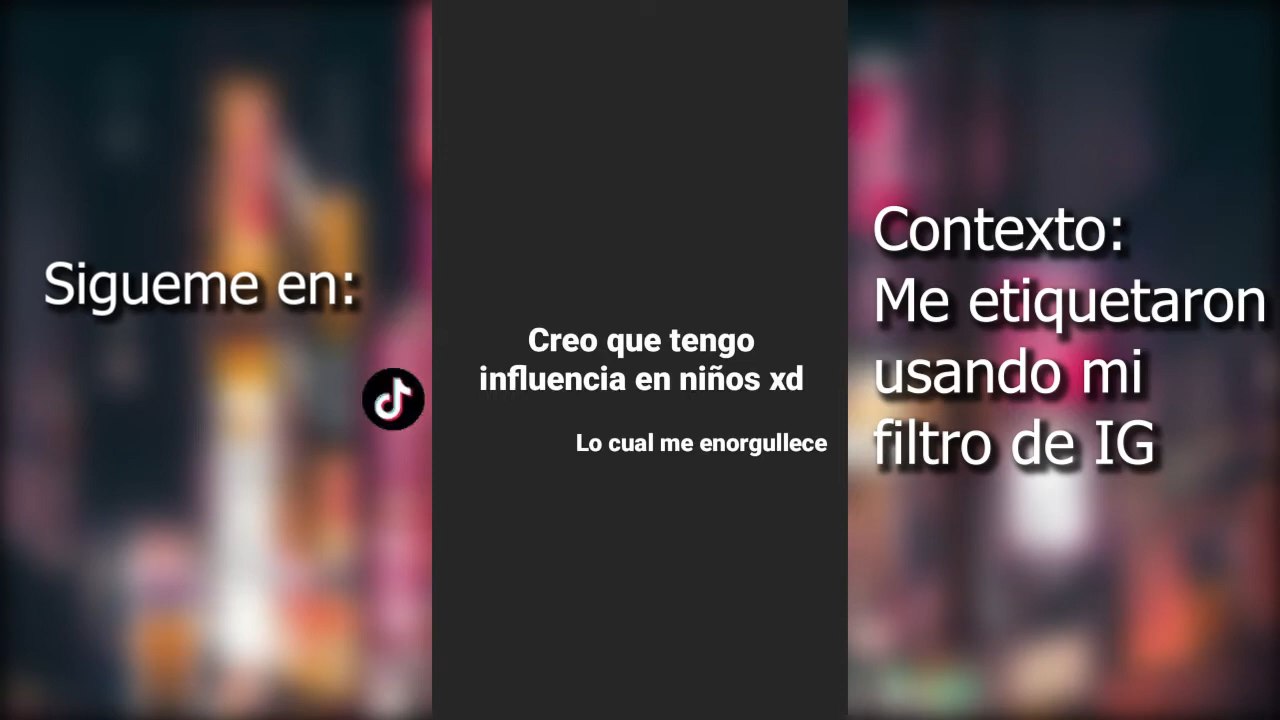 Sigueme en:
Creo que tengo
influencia en niños xd
Lo cual me enorgullece
Contexto:
Me etiquetaron
usando mi
filtro de IG